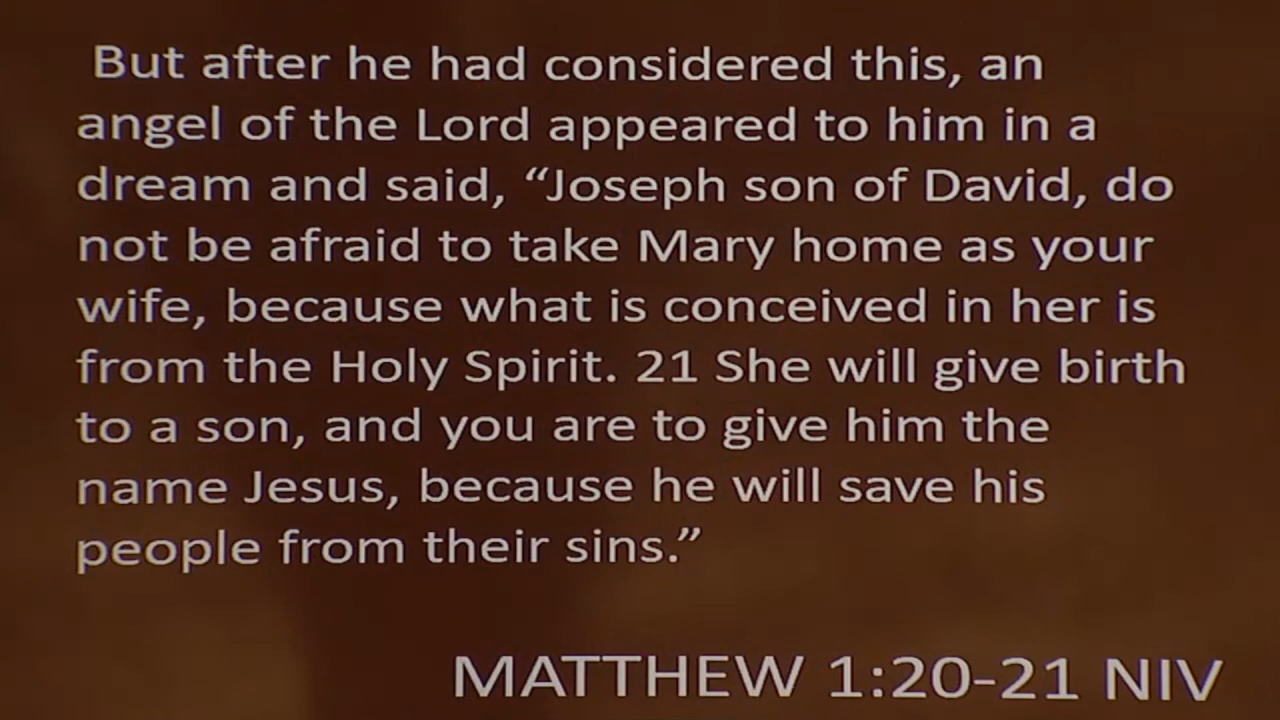 But after he had considered this, an
angel of the Lord appeared to him in a
dream and said, “Joseph son of David, do
not be afraid to take Mary home as your
wife, because what is conceived in her is
from the Holy Spirit. 21 She will give birth
to a son, and you are to give him the
name Jesus, because he will save his
people from their sins.”
MATTHEW 1:20-21 NIV